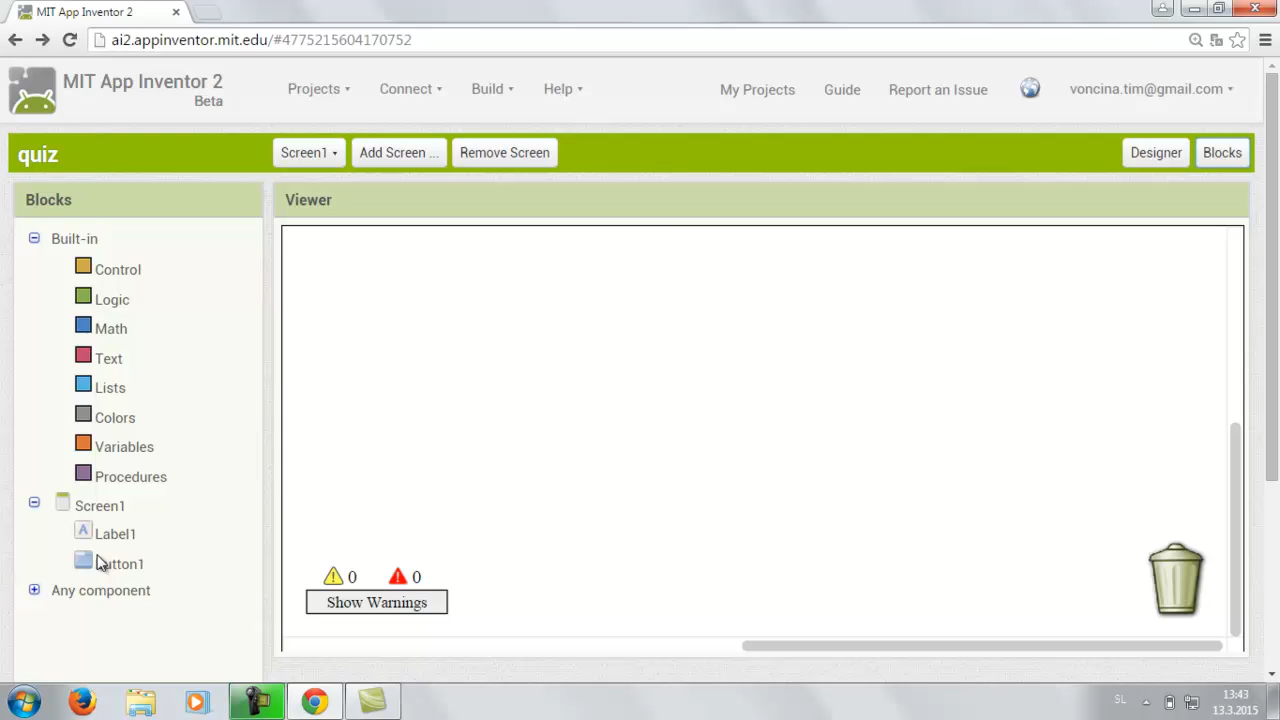 MIT App Inventor 2
ai2.appinventor.mit.edu/#4775215604170752
MIT App Inventor 2
Beta
Projects
Connect
Build
Help
My Projects
Guide
Report an Issue
voncina.tim@gmail.com
quiz
Screen1
Add Screen ...
Remove Screen
Designer
Blocks
Blocks
Viewer
Built-in
Control
Logic
Math
Text
Lists
Colors
Variables
Procedures
Screen1
A Label1
Button1
Any component
0
0
Show Warnings
SL
13:43
13.3.2015